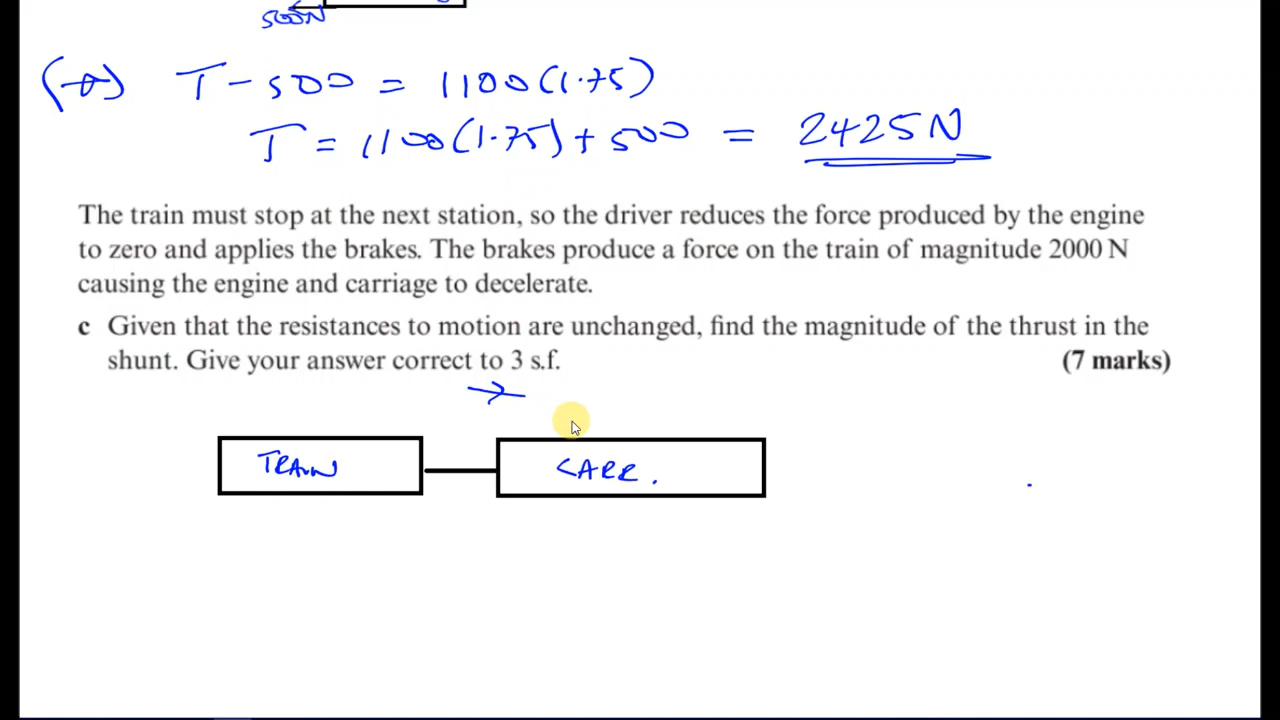 500N
(→) T - 500 = 1100(1.75)
T = 1100(1.75) + 500 = 2425N
The train must stop at the next station, so the driver reduces the force produced by the engine
to zero and applies the brakes. The brakes produce a force on the train of magnitude 2000 N
causing the engine and carriage to decelerate.
c Given that the resistances to motion are unchanged, find the magnitude of the thrust in the
shunt. Give your answer correct to 3 s.f. (7 marks)
→
TRAIN CARR.